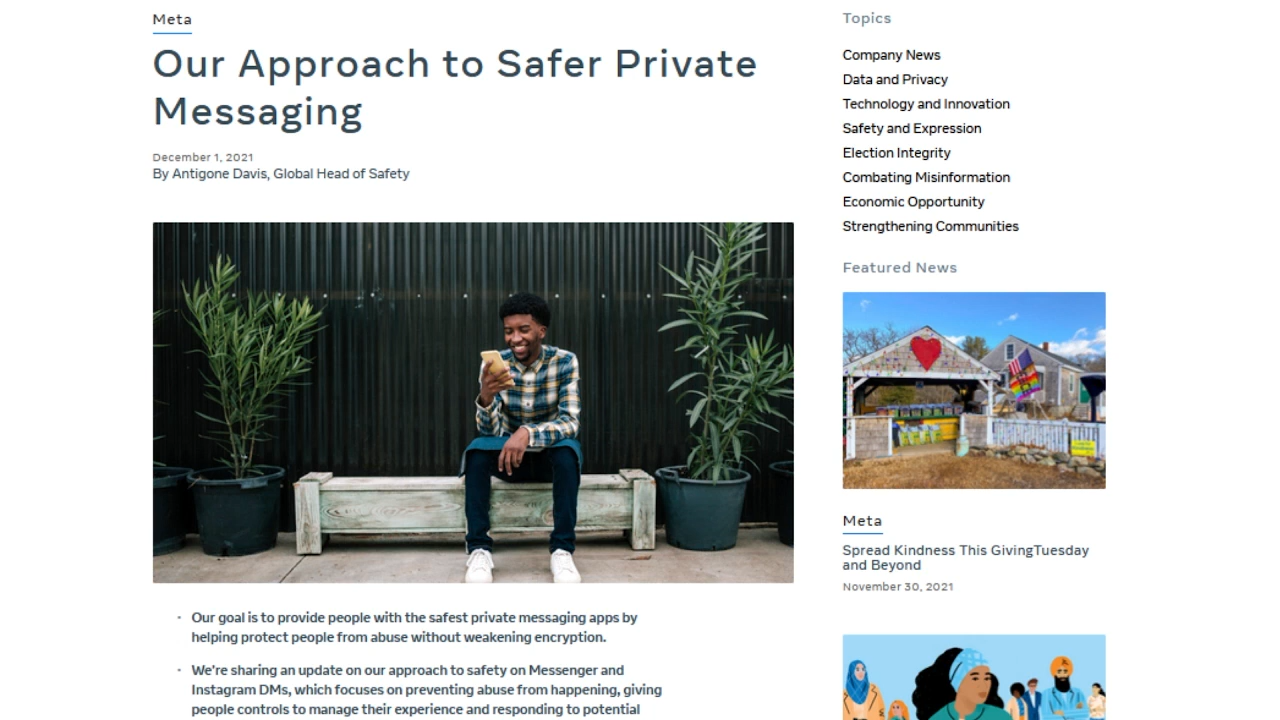 Meta
Our Approach to Safer Private
Messaging
December 1, 2021
By Antigone Davis, Global Head of Safety
· Our goal is to provide people with the safest private messaging apps by
helping protect people from abuse without weakening encryption.
· We're sharing an update on our approach to safety on Messenger and
Instagram DMs, which focuses on preventing abuse from happening, giving
people controls to manage their experience and responding to potential
Topics
Company News
Data and Privacy
Technology and Innovation
Safety and Expression
Election Integrity
Combating Misinformation
Economic Opportunity
Strengthening Communities
Featured News
Meta
Spread Kindness This GivingTuesday
and Beyond
November 30, 2021